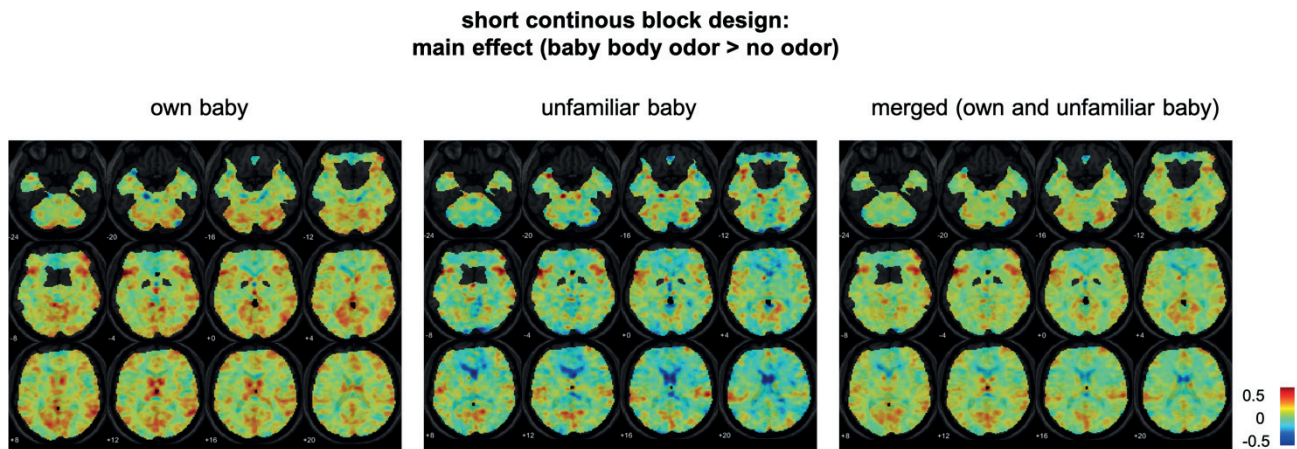 short continous block design:
main effect (baby body odor > no odor)
own baby
unfamiliar baby
merged (own and unfamiliar baby)
-24 -20 -16 -12
-8 -4 +0 +4
+8 +12 +16 +20
-24 -20 -16 -12
-8 -4 +0 +4
+8 +12 +16 +20
-24 -20 -16 -12
-8 -4 +0 +4
+8 +12 +16 +20
0.5
0
-0.5